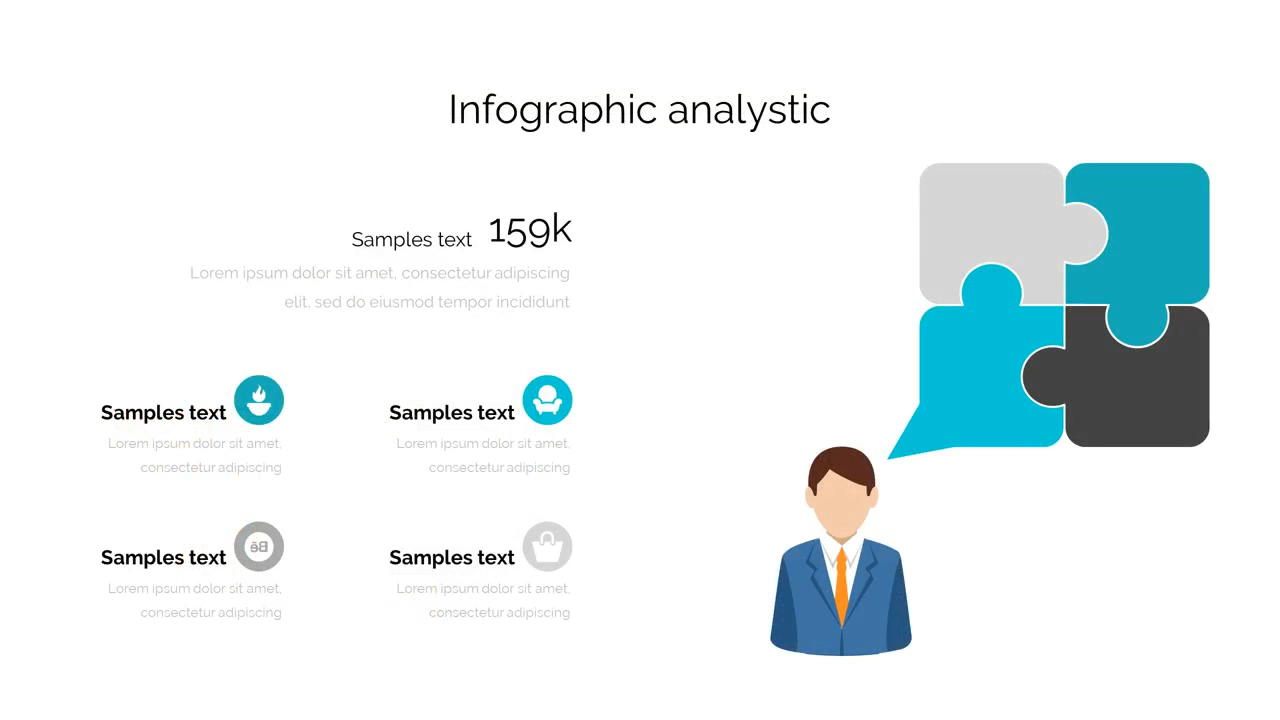 Infographic analystic
Samples text 159k
Lorem ipsum dolor sit amet, consectetur adipiscing
elit, sed do eiusmod tempor incididunt
Samples text
Lorem ipsum dolor sit amet,
consectetur adipiscing
Samples text
Lorem ipsum dolor sit amet,
consectetur adipiscing
Samples text
Bē
Lorem ipsum dolor sit amet,
consectetur adipiscing
Samples text
Lorem ipsum dolor sit amet,
consectetur adipiscing